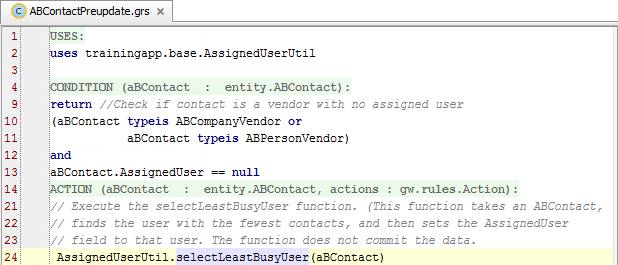 ABContactPreupdate.grs ×
1 USES:
2 uses trainingapp.base.AssignedUserUtil
3
4 CONDITION (aBContact : entity.ABContact):
9 return //Check if contact is a vendor with no assigned user
10 (aBContact typeis ABCompanyVendor or
11 aBContact typeis ABPersonVendor)
12 and
13 aBContact.AssignedUser == null
14 ACTION (aBContact : entity.ABContact, actions : gw.rules.Action):
21 // Execute the selectLeastBusyUser function. (This function takes an ABContact,
22 // finds the user with the fewest contacts, and then sets the AssignedUser
23 // field to that user. The function does not commit the data.
24 AssignedUserUtil.selectLeastBusyUser(aBContact)